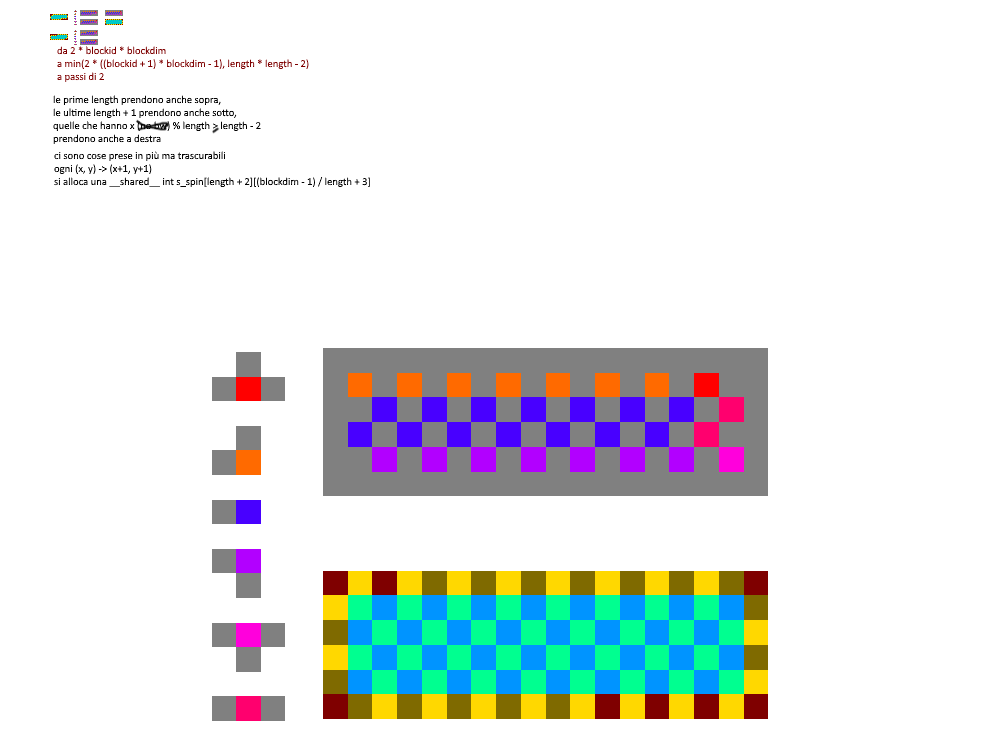 da 2 * blockid * blockdim
a min(2 * ((blockid + 1) * blockdim - 1), length * length - 2)
a passi di 2
le prime length prendono anche sopra,
le ultime length + 1 prendono anche sotto,
quelle che hanno x % length > length - 2
prendono anche a destra
ci sono cose prese in più ma trascurabili
ogni (x, y) -> (x+1, y+1)
si alloca una __shared__ int s_spin[length + 2][(blockdim - 1) / length + 3]